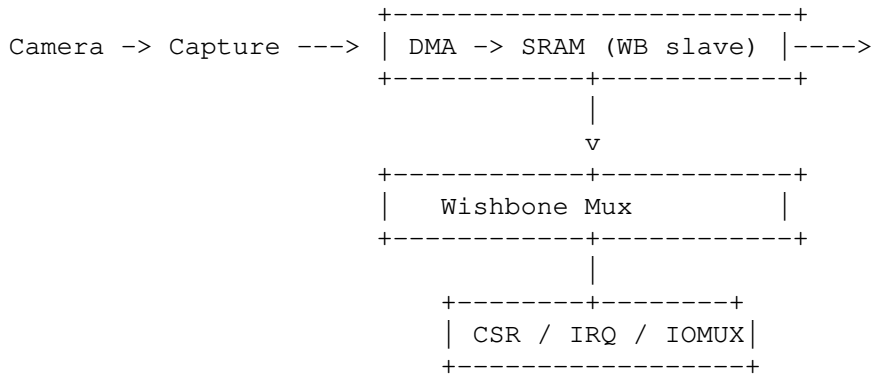 +-------------------------+
Camera -> Capture ---> | DMA -> SRAM (WB slave) |---->
+------------+------------+
|
v
+------------+------------+
| Wishbone Mux |
+------------+------------+
|
+--------+--------+
| CSR / IRQ / IOMUX|
+------------------+